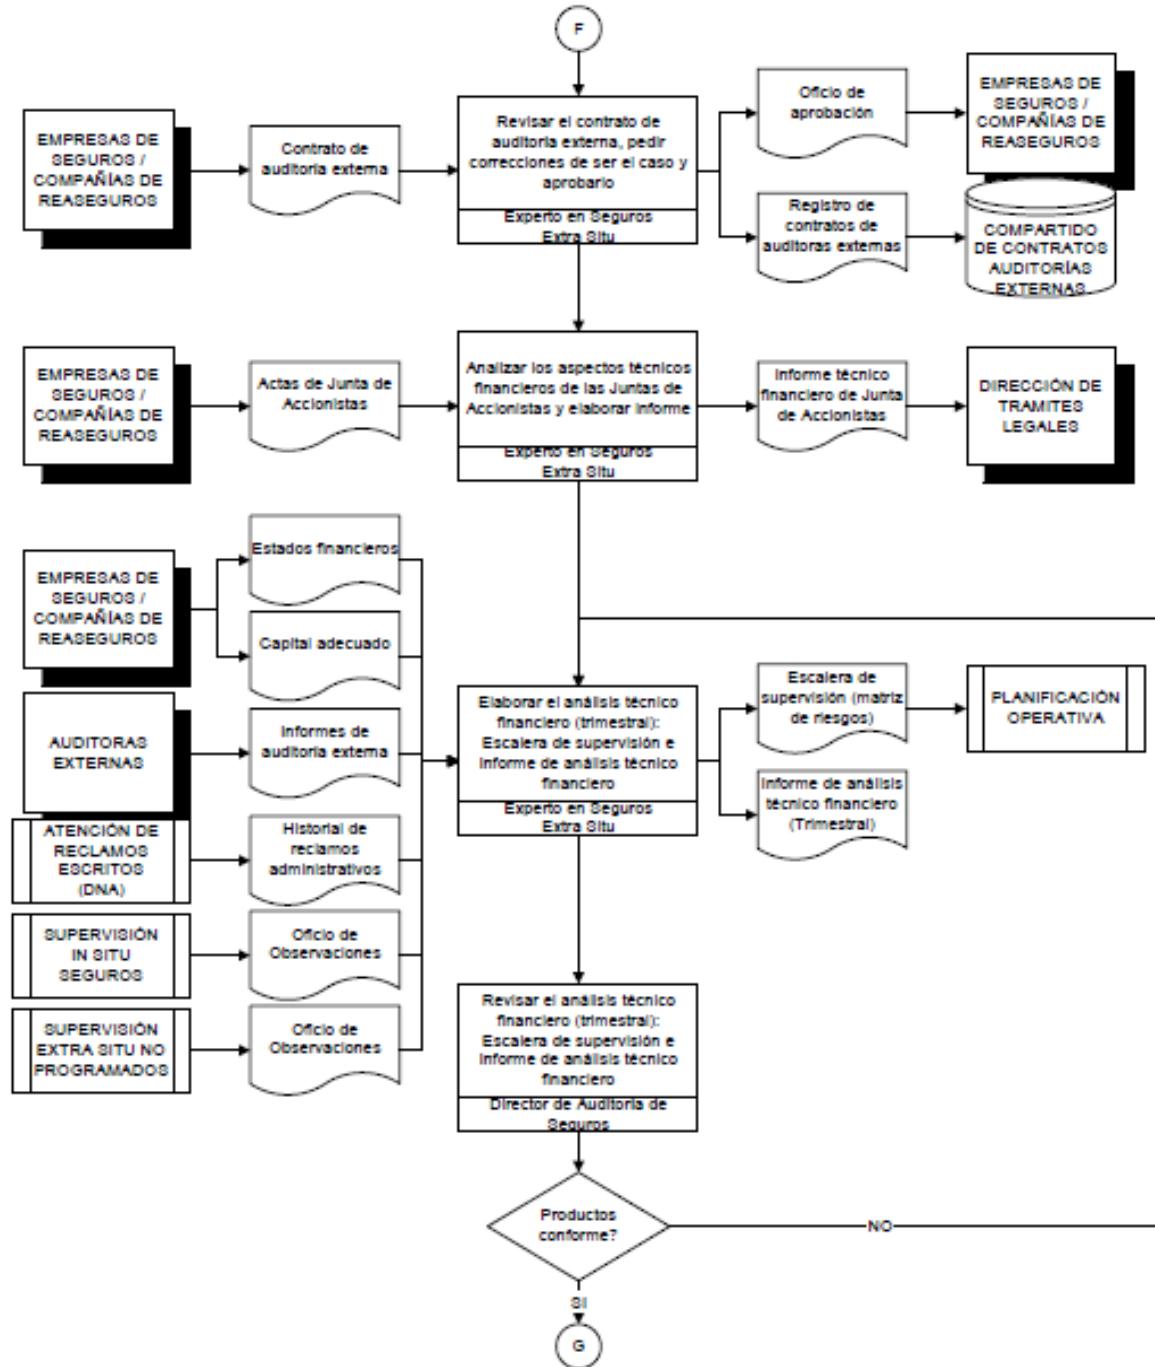 F
EMPRESAS DE
SEGUROS /
COMPAÑÍAS DE
REASEGUROS
Contrato de
auditoría externa
Revisar el contrato de
auditoría externa, pedir
correcciones de ser el caso y
aprobarlo
Experto en Seguros
Extra Situ
Oficio de
aprobación
EMPRESAS DE
SEGUROS /
COMPAÑÍAS DE
REASEGUROS
Registro de
contratos de
auditoras externas
COMPARTIDO
DE CONTRATOS
AUDITORÍAS
EXTERNAS
EMPRESAS DE
SEGUROS /
COMPAÑÍAS DE
REASEGUROS
Actas de Junta de
Accionistas
Analizar los aspectos técnicos
financieros de las Juntas de
Accionistas y elaborar informe
Experto en Seguros
Extra Situ
Informe técnico
financiero de Junta
de Accionistas
DIRECCIÓN DE
TRAMITES
LEGALES
EMPRESAS DE
SEGUROS /
COMPAÑÍAS DE
REASEGUROS
Estados financieros
Capital adecuado
AUDITORAS
EXTERNAS
Informes de
auditoría externa
Elaborar el análisis técnico
financiero (trimestral):
Escalera de supervisión e
Informe de análisis técnico
financiero
Experto en Seguros
Extra Situ
Escalera de
supervisión (matriz
de riesgos)
PLANIFICACIÓN
OPERATIVA
Informe de análisis
técnico financiero
(Trimestral)
ATENCIÓN DE
RECLAMOS
ESCRITOS
(DNA)
Historial de
reclamos
administrativos
SUPERVISIÓN
IN SITU
SEGUROS
Oficio de
Observaciones
SUPERVISIÓN
EXTRA SITU NO
PROGRAMADOS
Oficio de
Observaciones
Revisar el análisis técnico
financiero (trimestral):
Escalera de supervisión e
Informe de análisis técnico
financiero
Director de Auditoría de
Seguros
Productos
conforme?
NO
SI
G